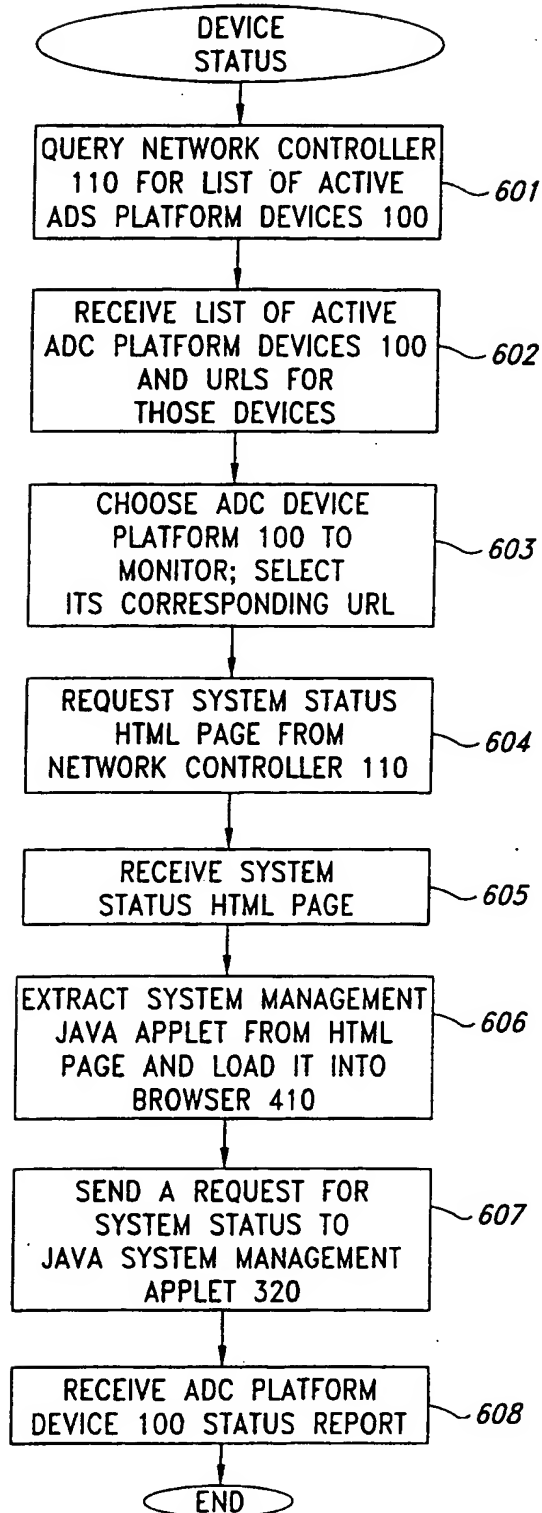 DEVICE
STATUS
QUERY NETWORK CONTROLLER
110 FOR LIST OF ACTIVE
ADS PLATFORM DEVICES 100
601
RECEIVE LIST OF ACTIVE
ADC PLATFORM DEVICES 100
AND URLS FOR
THOSE DEVICES
602
CHOOSE ADC DEVICE
PLATFORM 100 TO
MONITOR; SELECT
ITS CORRESPONDING URL
603
REQUEST SYSTEM STATUS
HTML PAGE FROM
NETWORK CONTROLLER 110
604
RECEIVE SYSTEM
STATUS HTML PAGE
605
EXTRACT SYSTEM MANAGEMENT
JAVA APPLET FROM HTML
PAGE AND LOAD IT INTO
BROWSER 410
606
SEND A REQUEST FOR
SYSTEM STATUS TO
JAVA SYSTEM MANAGEMENT
APPLET 320
607
RECEIVE ADC PLATFORM
DEVICE 100 STATUS REPORT
608
END